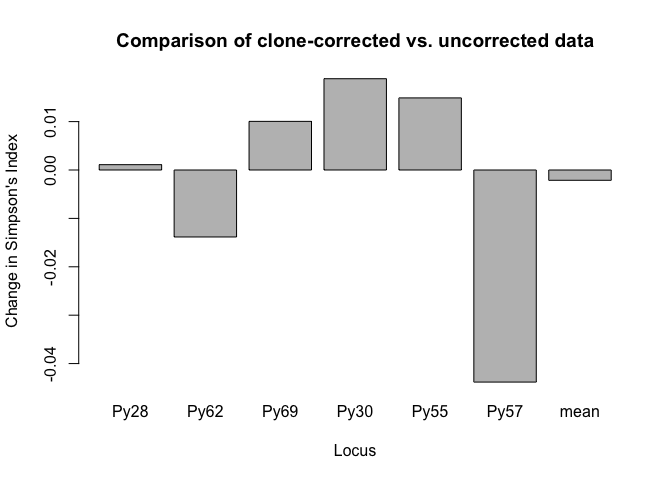 Comparison of clone-corrected vs. uncorrected data
Change in Simpson's Index
0.01
0.00
-0.02
-0.04
Py28 Py62 Py69 Py30 Py55 Py57 mean
Locus